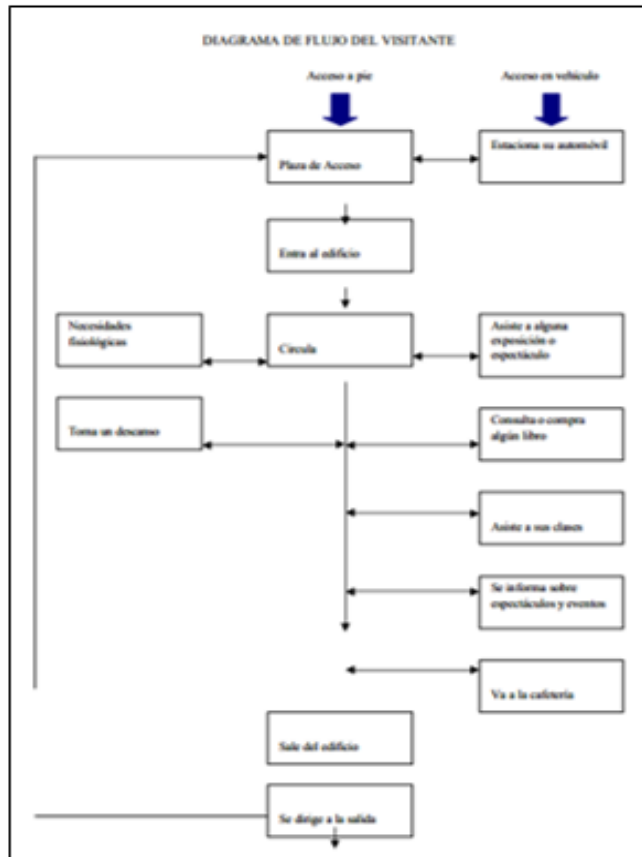 DIAGRAMA DE FLUJO DEL VISITANTE
Acceso a pie
Acceso en vehículo
Plaza de Acceso
Estaciona su automóvil
Entra al edificio
Necesidades
fisiológicas
Circula
Asiste a alguna
exposición o
espectáculo
Toma un descanso
Consulta o compra
algún libro
Asiste a sus clases
Se informa sobre
espectáculos y eventos
Va a la cafetería
Sale del edificio
Se dirige a la salida